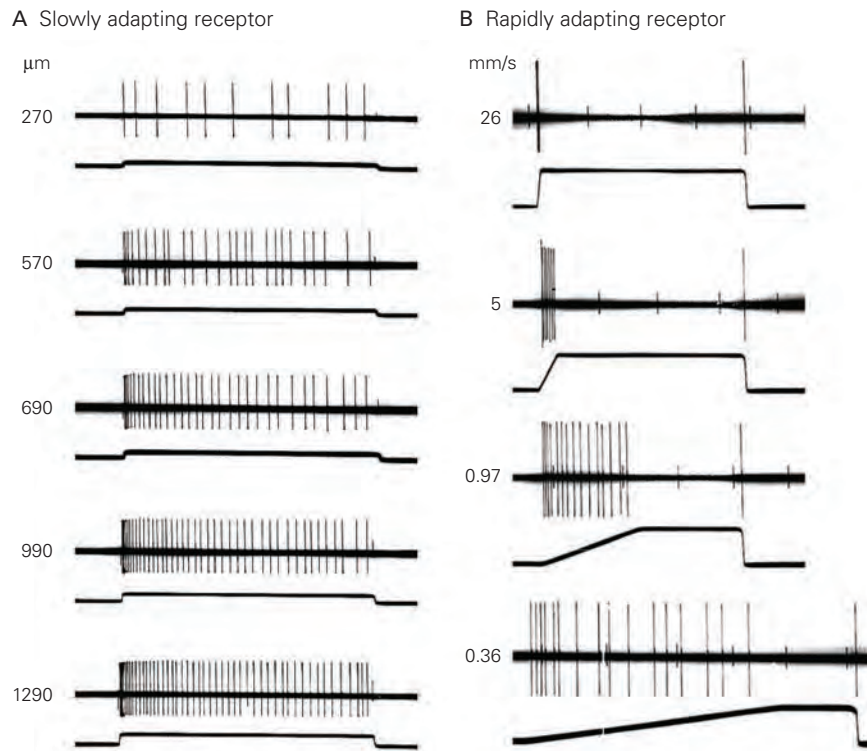 A Slowly adapting receptor
μm
270
570
690
990
1290
B Rapidly adapting receptor
mm/s
26
5
0.97
0.36